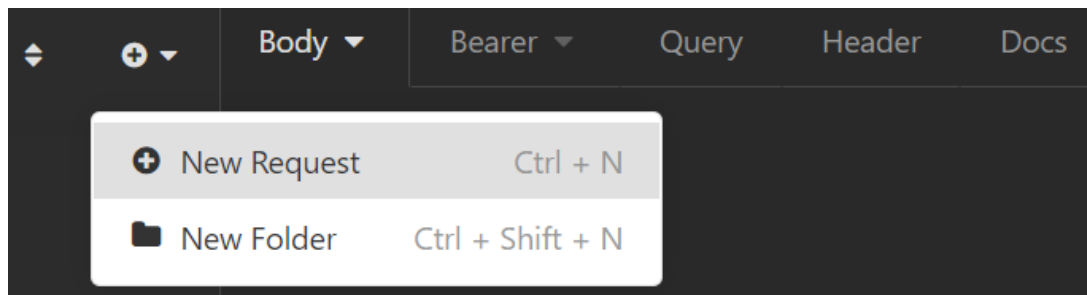 Body Bearer Query Header Docs
New Request Ctrl + N
New Folder Ctrl + Shift + N